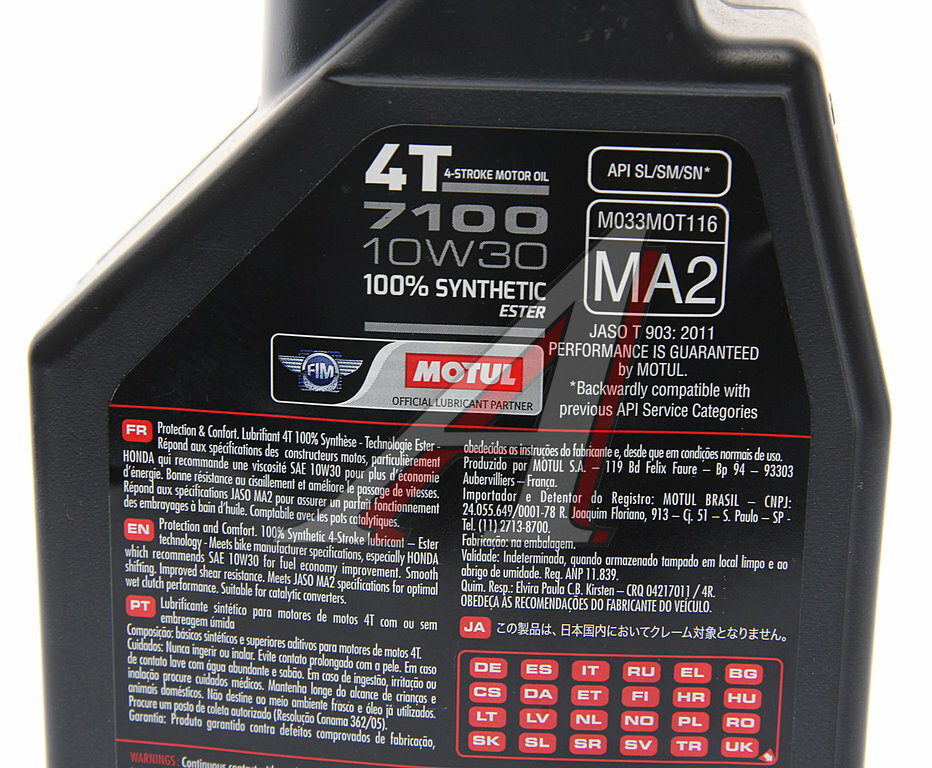 4T 4-STROKE MOTOR OIL
7100
10W30
100% SYNTHETIC
ESTER
API SL/SM/SN*
M033MOT116
MA2
JASO T 903: 2011
PERFORMANCE IS GUARANTEED
by MOTUL.
*Backwardly compatible with
previous API Service Categories
FIM
MOTUL
OFFICIAL LUBRICANT PARTNER
FR Protection & Confort. Lubrifiant 4T 100% Synthèse - Technologie Ester -
Répond aux spécifications des constructeurs motos, particulièrement
HONDA qui recommande une viscosité SAE 10W30 pour plus d'économie
d'énergie. Bonne résistance au cisaillement et améliore le passage de vitesses.
Répond aux spécifications JASO MA2 pour assurer un parfait fonctionnement
des embrayages à bain d'huile. Comptable avec les pots catalytiques.
EN Protection and Comfort. 100% Synthetic 4-Stroke lubricant – Ester
technology - Meets bike manufacturer specifications, especially HONDA
which recommends SAE 10W30 for fuel economy improvement. Smooth
shifting. Improved shear resistance. Meets JASO MA2 specifications for optimal
wet clutch performance. Suitable for catalytic converters.
PT Lubrificante sintético para motores de motos 4T com ou sem
embreagem úmida
Composição: básicos sintéticos e superiores aditivos para motores de motos 4T.
Cuidados: Nunca ingerir ou inalar. Evite contato prolongado com a pele. Em caso
de contato lave com água abundante e sabão. Em caso de ingestão, irritação ou
inalação procure cuidados médicos. Mantenha longe do alcance de crianças e
animais domésticos. Não destine ao meio ambiente frasco e óleo já utilizados.
Procure um posto de coleta autorizado (Resolução Conama 362/05).
Garantia: Produto garantido contra defeitos comprovados de fabricação,
obedecidas as instruções do fabricante e, desde que em condições normais de uso.
Produzido por MOTUL S.A. – 119 Bd Felix Faure – Bp 94 – 93303
Aubervilliers – França.
Importador e Detentor do Registro: MOTUL BRASIL – CNPJ:
24.055.649/0001-78 R. Joaquim Floriano, 913 – Cj. 51 – S. Paulo – SP -
Tel. (11) 2713-8700.
Fabricação: na embalagem.
Validade: Indeterminada, quando armazenado tampado em local limpo e ao
abrigo de umidade. Reg. ANP 11.839.
Quim. Resp.: Elvira Paula C.B. Kirsten – CRQ 04217011 / 4R.
OBEDEÇA ÀS RECOMENDAÇÕES DO FABRICANTE DO VEÍCULO.
JA この製品は、日本国内においてクレーム対象となりません。
DE ES IT RU EL BG
CS DA ET FI HR HU
LT LV NL NO PL RO
SK SL SR SV TR UK
WARNINGS: Continuous contact